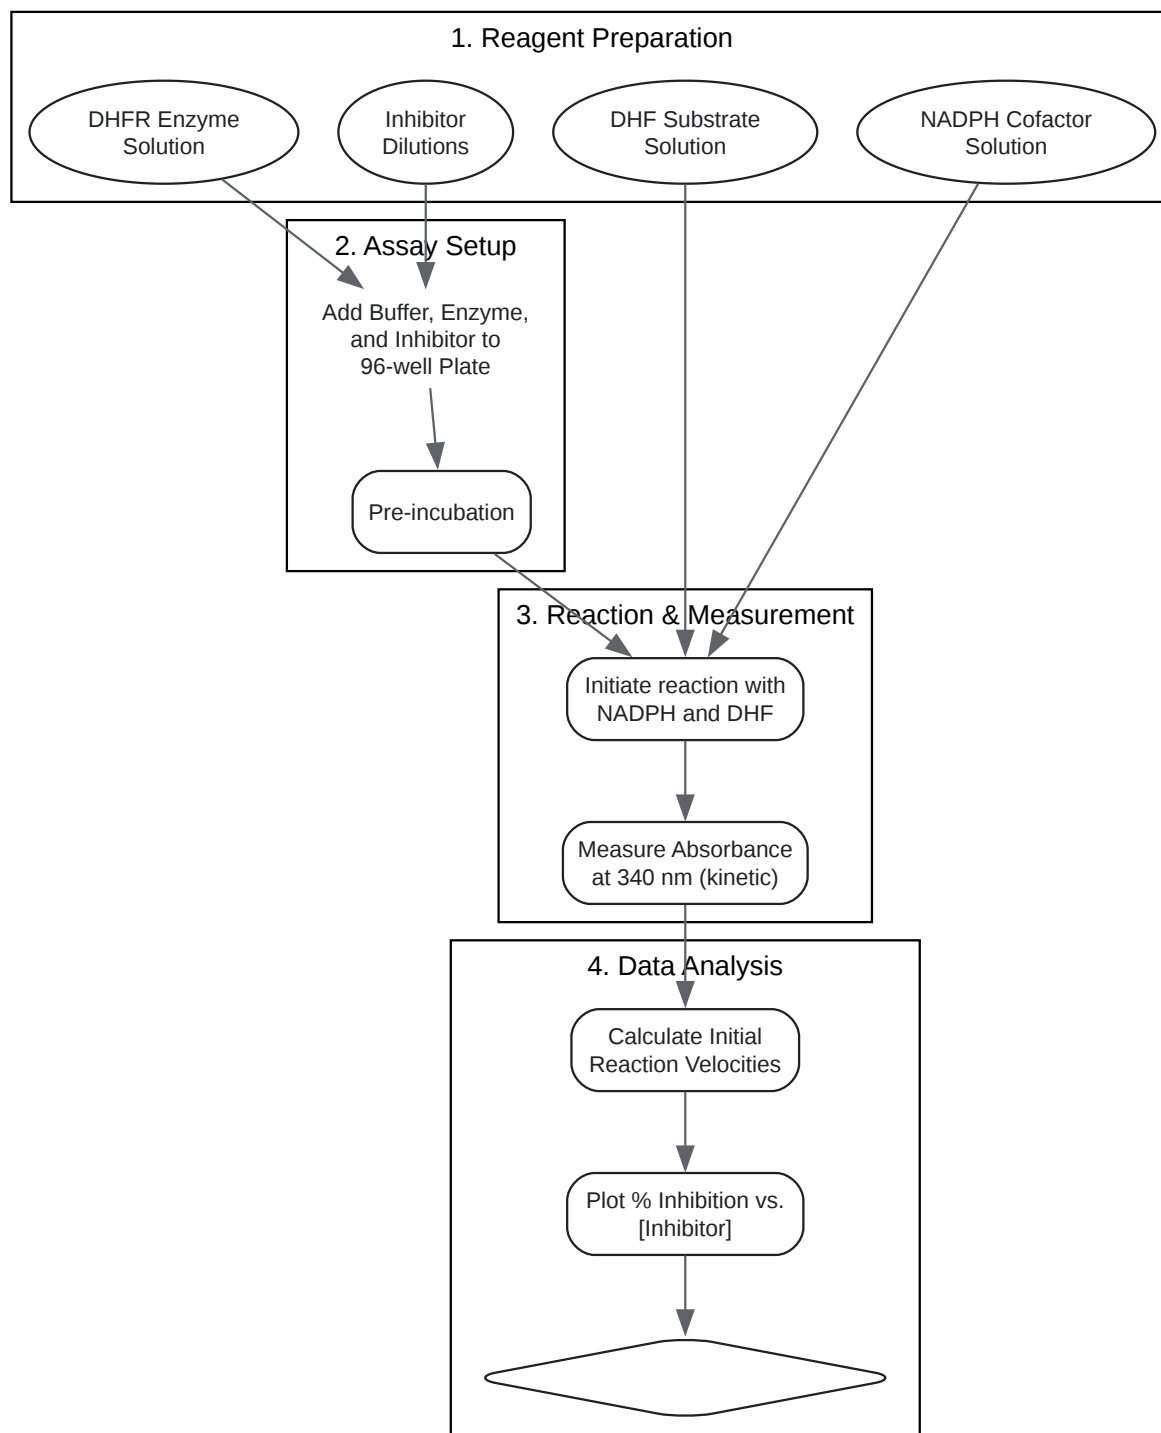 1. Reagent Preparation
DHFR Enzyme
Solution
Inhibitor
Dilutions
DHF Substrate
Solution
NADPH Cofactor
Solution
2. Assay Setup
Add Buffer, Enzyme,
and Inhibitor to
96-well Plate
Pre-incubation
3. Reaction & Measurement
Initiate reaction with
NADPH and DHF
Measure Absorbance
at 340 nm (kinetic)
4. Data Analysis
Calculate Initial
Reaction Velocities
Plot % Inhibition vs.
[Inhibitor]